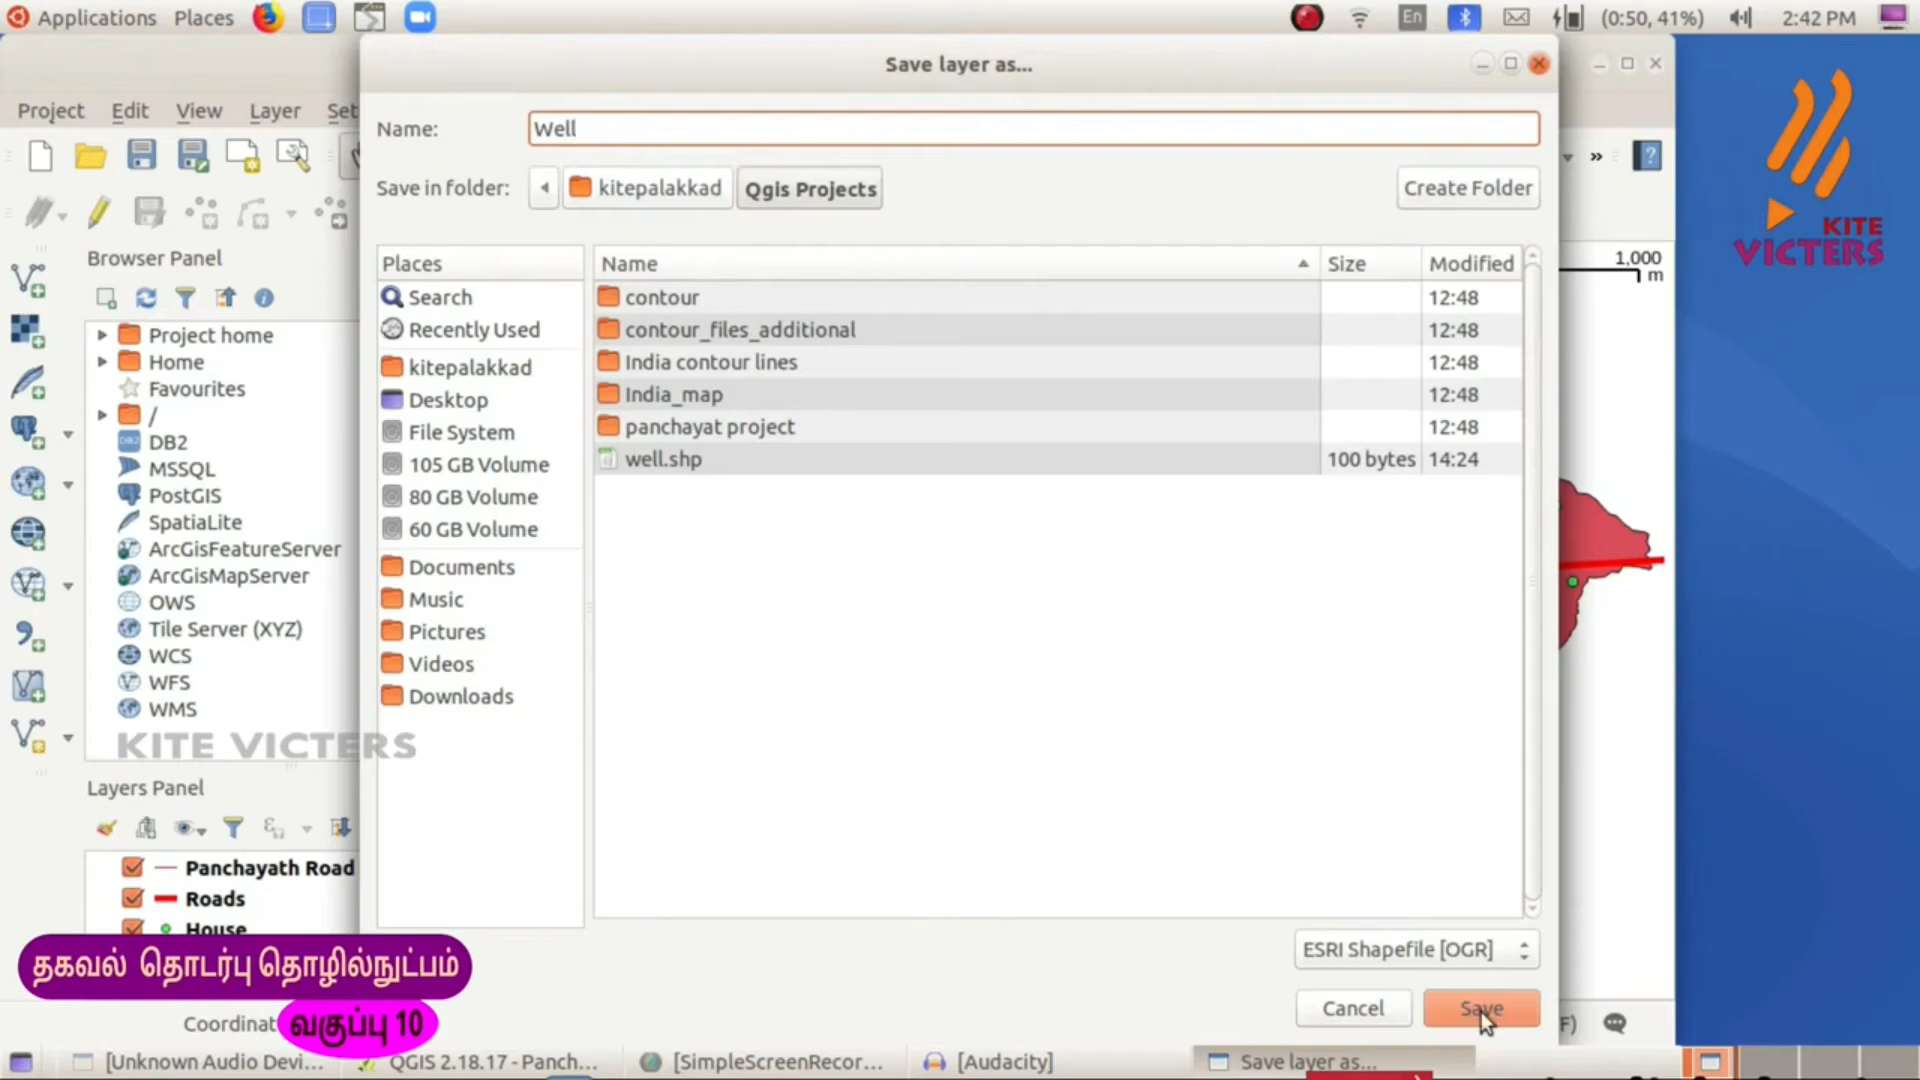 Applications Places En (0:50, 41%) 2:42 PM
Save layer as...
Project Edit View Layer Set
Name: Well
Save in folder: kitepalakkad Qgis Projects Create Folder
KITE
VICTERS
Browser Panel
Project home
Home
Favourites
/
DB2
MSSQL
PostGIS
SpatiaLite
ArcGisFeatureServer
ArcGisMapServer
OWS
Tile Server (XYZ)
WCS
WFS
WMS
KITE VICTERS
Places
Search
Recently Used
kitepalakkad
Desktop
File System
105 GB Volume
80 GB Volume
60 GB Volume
Documents
Music
Pictures
Videos
Downloads
Name Size Modified
contour 12:48
contour_files_additional 12:48
India contour lines 12:48
India_map 12:48
panchayat project 12:48
well.shp 100 bytes 14:24
1,000
m
Layers Panel
Panchayath Road
Roads
House
ESRI Shapefile [OGR]
Cancel Save
தகவல் தொடர்பு தொழில்நுட்பம்
வகுப்பு 10
Coordinat
F)
[Unknown Audio Devi... QGIS 2.18.17 - Panch... [SimpleScreenRecor... [Audacity] Save layer as...